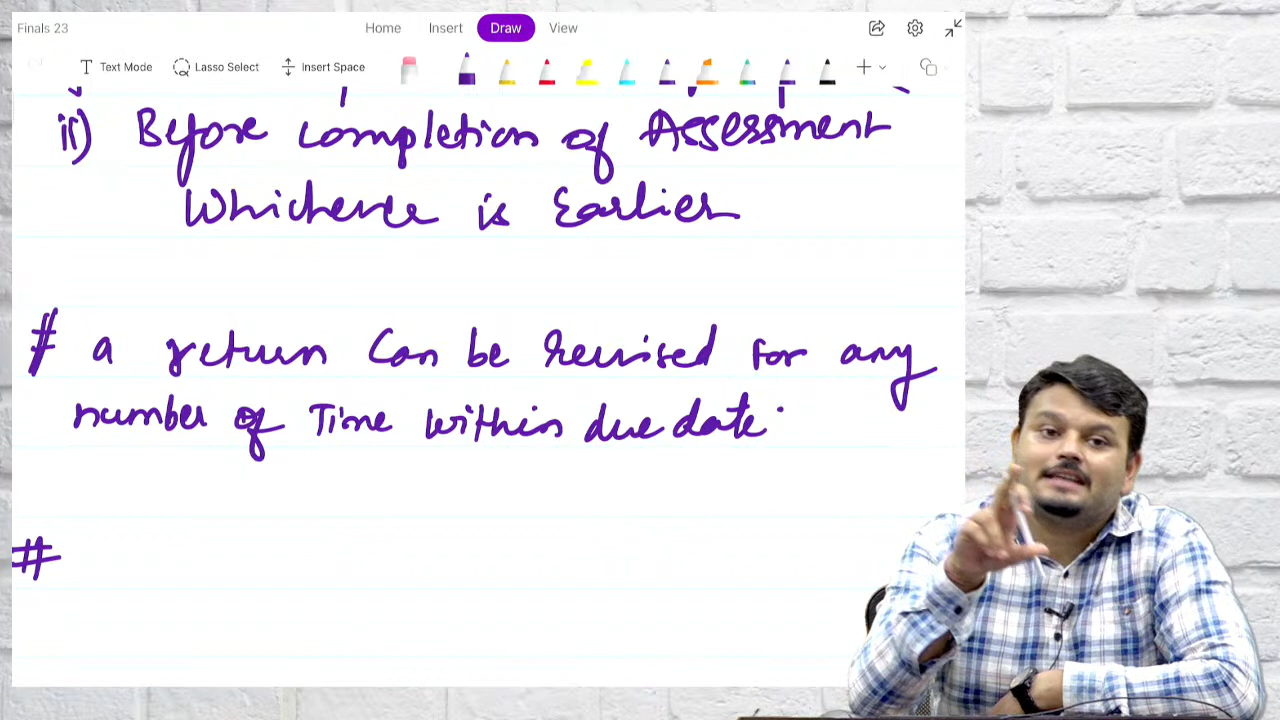 Finals 23
Home Insert Draw View
Text Mode Lasso Select Insert Space
ii) Before completion of Assessment
Whichever is Earlier
# a return Can be Revised for any
number of Time within due date.
#